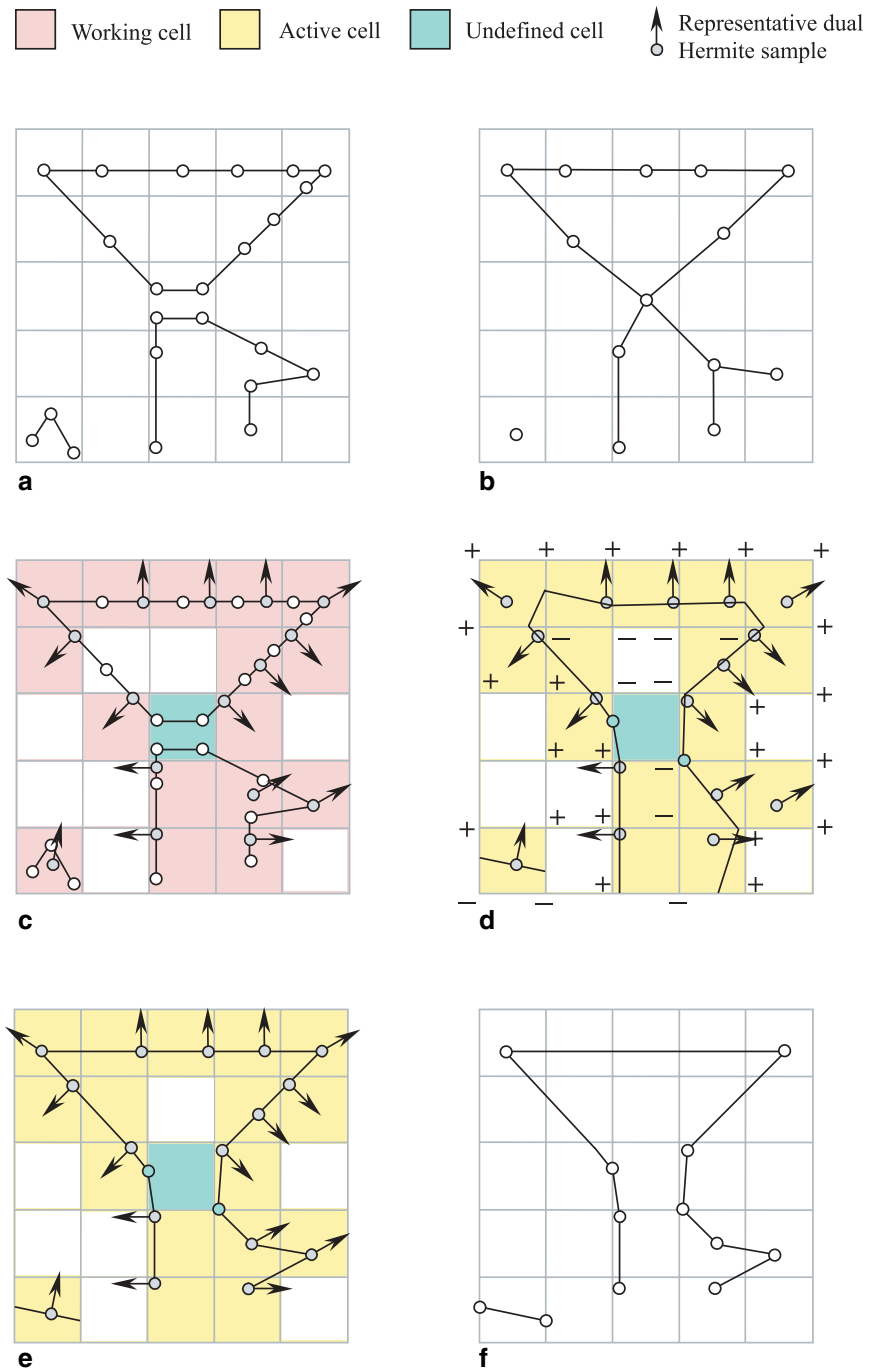 Working cell
Active cell
Undefined cell
Representative dual
Hermite sample
a
b
c
+ + + + + +
+ − − − − +
+ + − − + +
+ + − + +
+ + + − + +
+ +
− − −
d
e
f